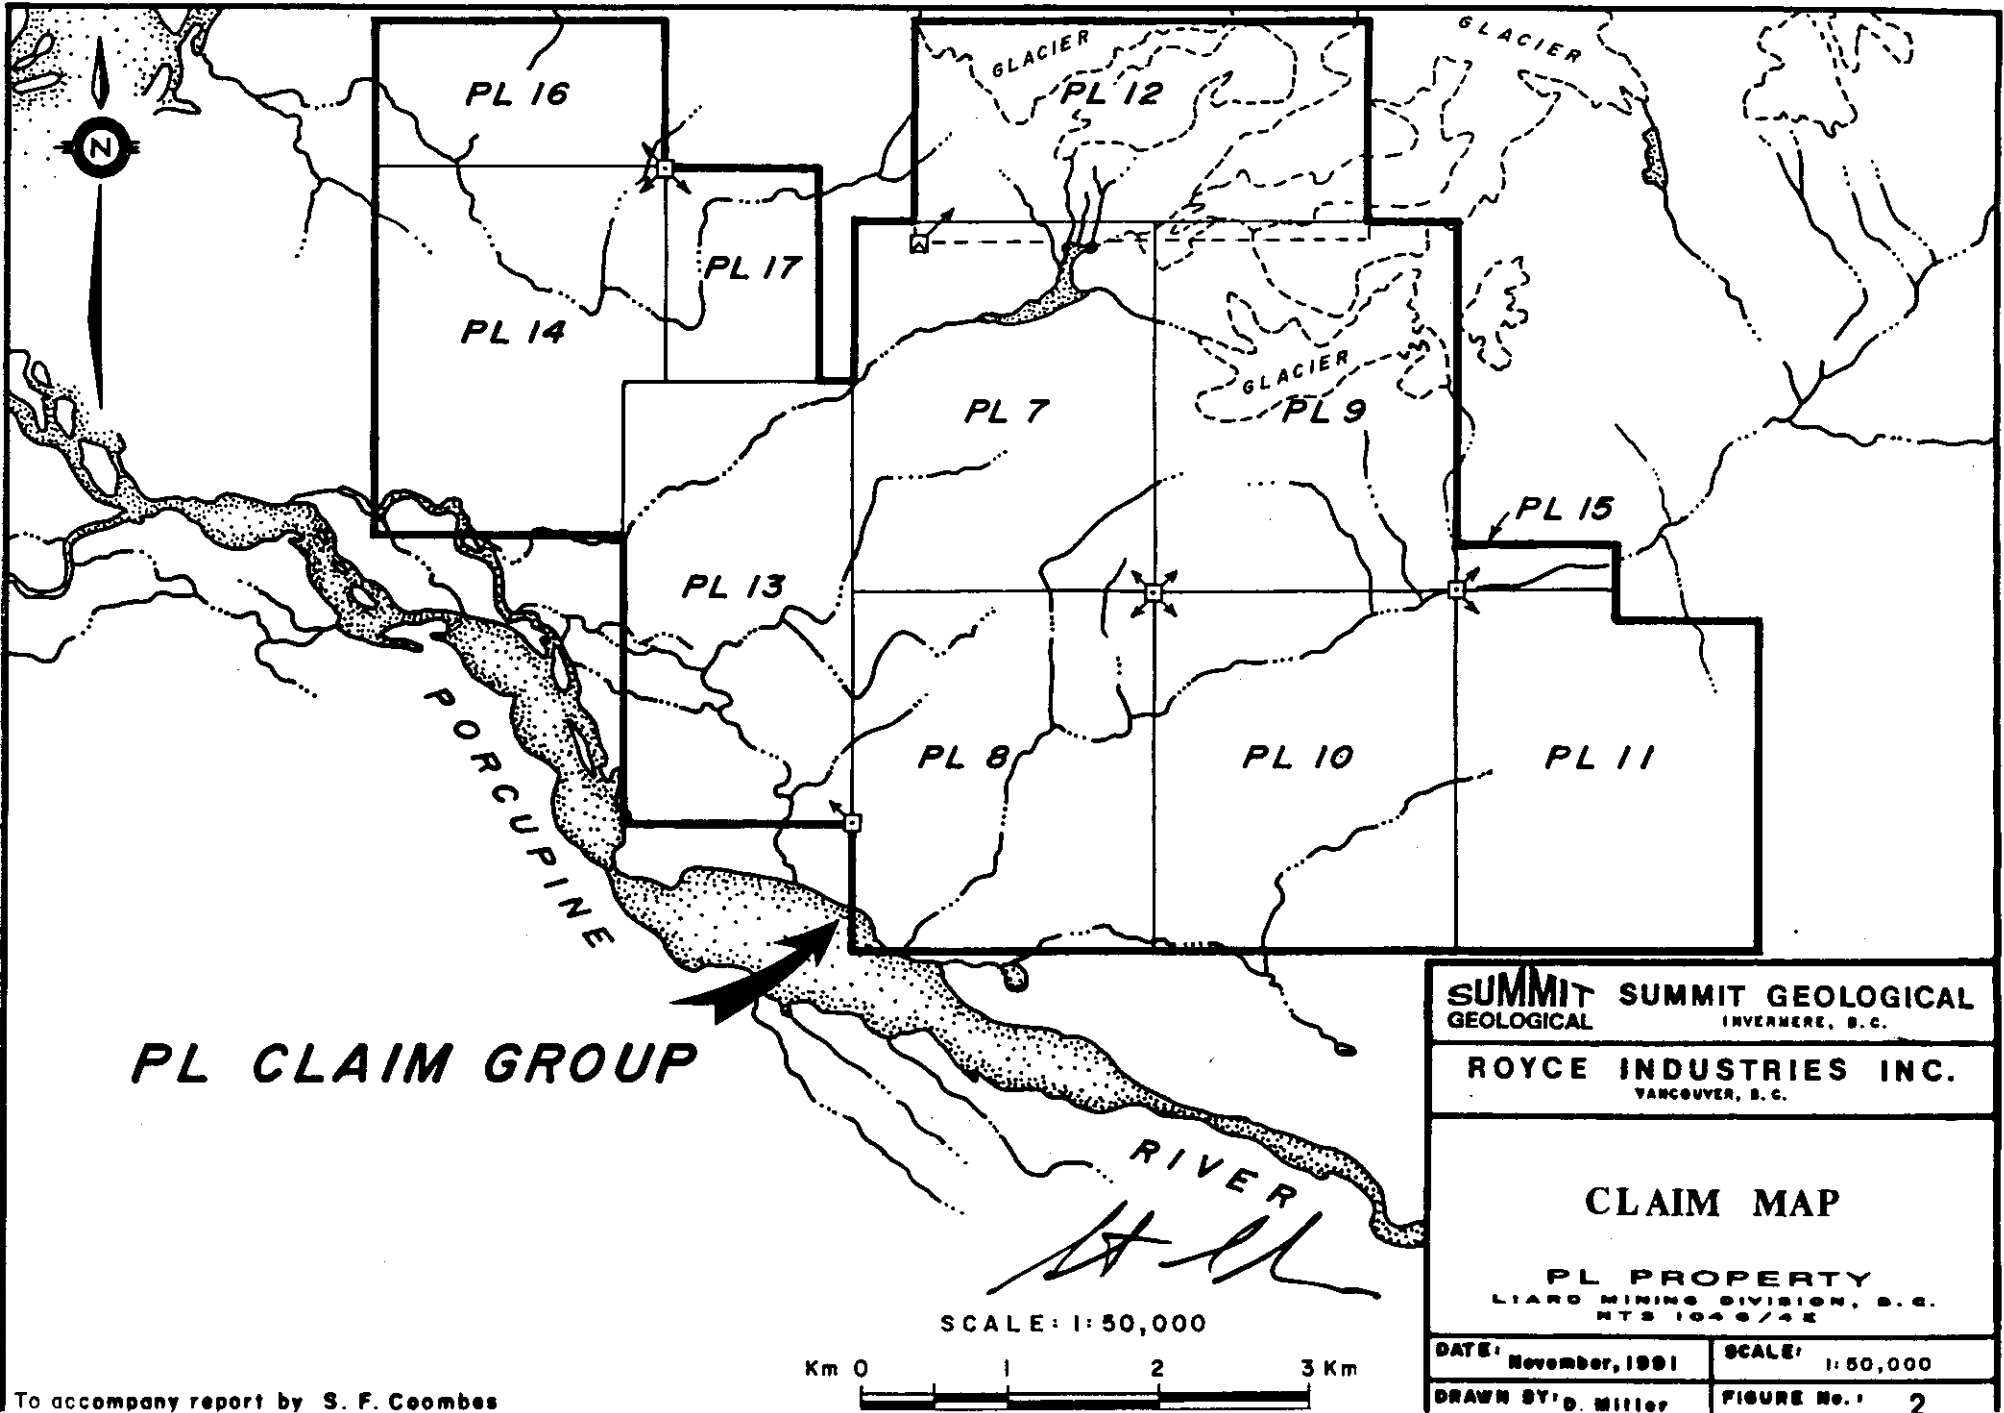 GLACIER
GLACIER
PL 16
PL 12
N
PL 17
PL 14
GLACIER
PL 7
PL 9
PL 15
PL 13
PL 8
PL 10
PL 11
PORCUPINE
PL CLAIM GROUP
RIVER
SCALE: 1:50,000
Km 0 1 2 3 Km
To accompany report by S. F. Coombes
SUMMIT GEOLOGICAL
SUMMIT GEOLOGICAL
INVERMERE, B.C.
ROYCE INDUSTRIES INC.
VANCOUVER, B.C.
CLAIM MAP
PL PROPERTY
LIARD MINING DIVISION, B.C.
NTS 104G/4E
DATE: November, 1991
SCALE: 1:50,000
DRAWN BY: D. Miller
FIGURE No.: 2